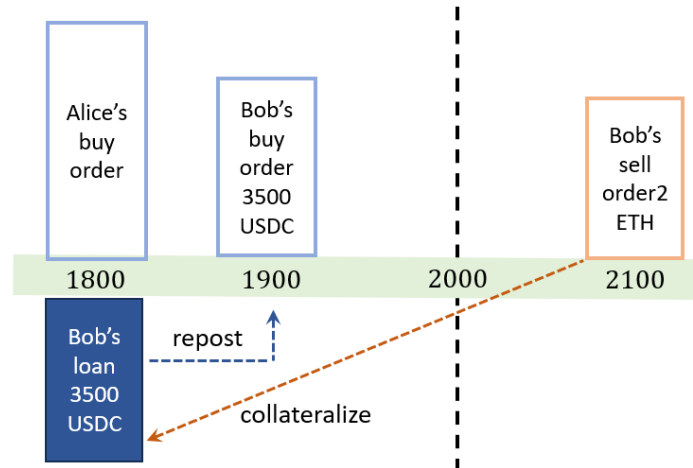 Alice's
buy
order
Bob's
buy
order
3500
USDC
Bob's
sell
order2
ETH
1800
1900
2000
2100
Bob's
loan
3500
USDC
repost
collateralize